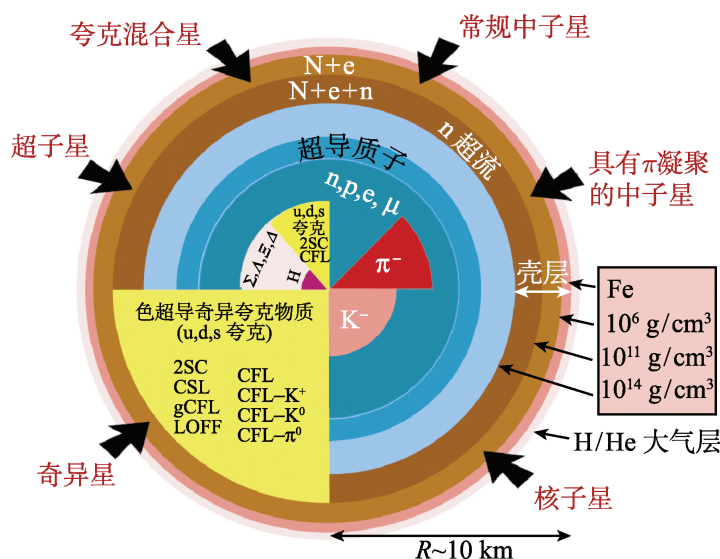 夸克混合星
常规中子星
N+e
N+e+n
超子星
超导质子
n 超流
具有π凝聚
的中子星
n,p,e, μ
u,d,s
夸克
2SC
CFL
Σ,Λ,Ξ,Δ
H
π⁻
K⁻
壳层
Fe
10⁶ g/cm³
10¹¹ g/cm³
10¹⁴ g/cm³
色超导奇异夸克物质
(u,d,s 夸克)
2SC
CSL
gCFL
LOFF
CFL
CFL–K⁺
CFL–K⁰
CFL–π⁰
H/He 大气层
奇异星
核子星
R~10 km